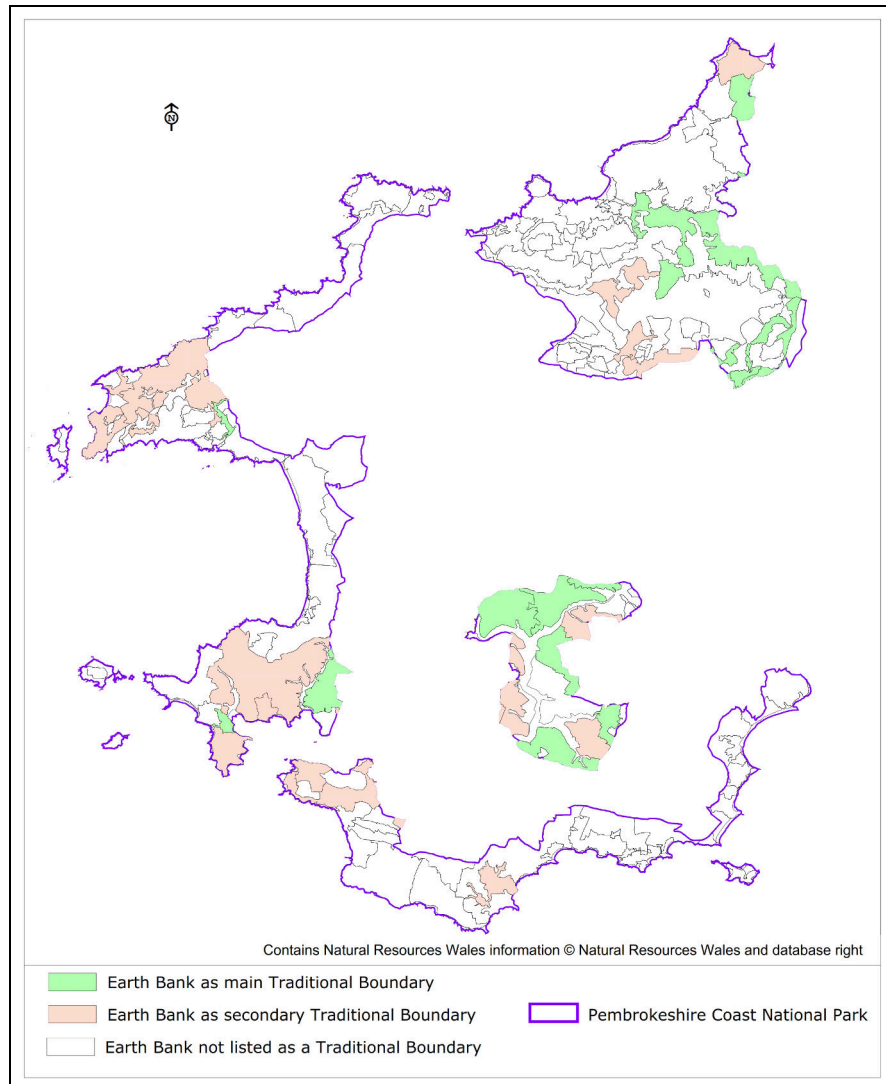 N
Contains Natural Resources Wales information © Natural Resources Wales and database right
Earth Bank as main Traditional Boundary
Earth Bank as secondary Traditional Boundary
Pembrokeshire Coast National Park
Earth Bank not listed as a Traditional Boundary